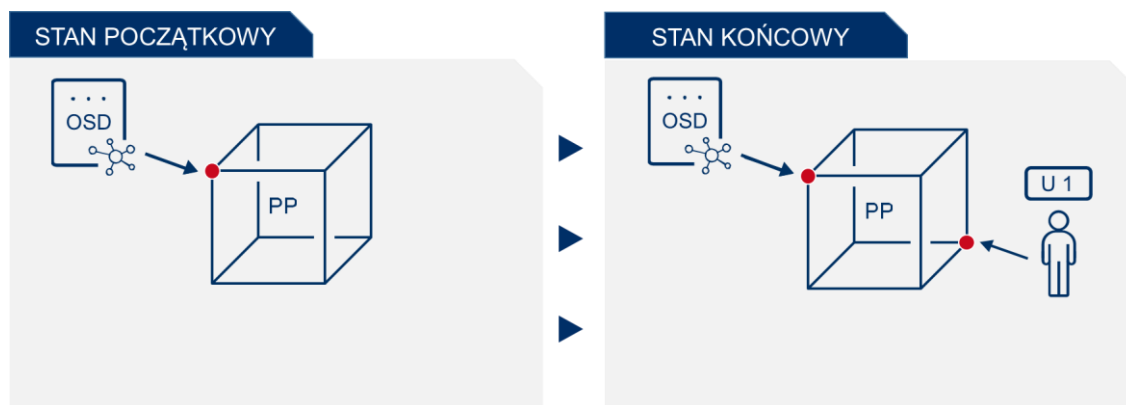 STAN POCZĄTKOWY
OSD
PP
STAN KOŃCOWY
OSD
PP
U 1